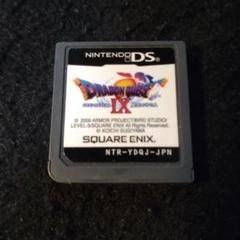 NINTENDO DS
DRAGON QUEST
IX
© 2009 ARMOR PROJECT/BIRD STUDIO/
LEVEL-5/SQUARE ENIX All Rights Reserved.
© KOICHI SUGIYAMA
SQUARE ENIX
NTR-YDQJ-JPN